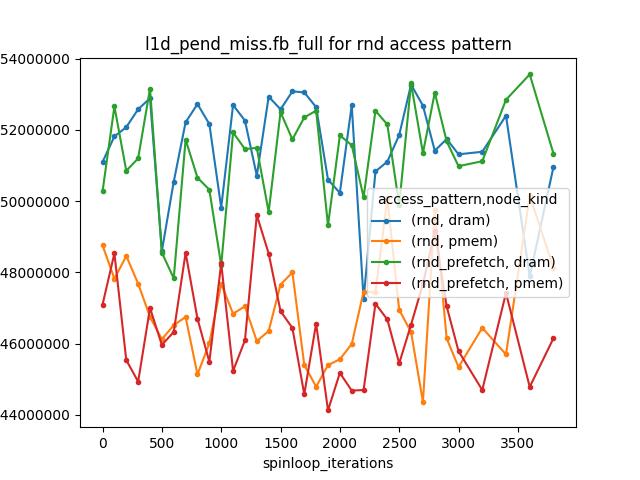 l1d_pend_miss.fb_full for rnd access pattern
54000000
52000000
50000000
48000000
46000000
44000000
access_pattern,node_kind
(rnd, dram)
(rnd, pmem)
(rnd_prefetch, dram)
(rnd_prefetch, pmem)
0 500 1000 1500 2000 2500 3000 3500
spinloop_iterations